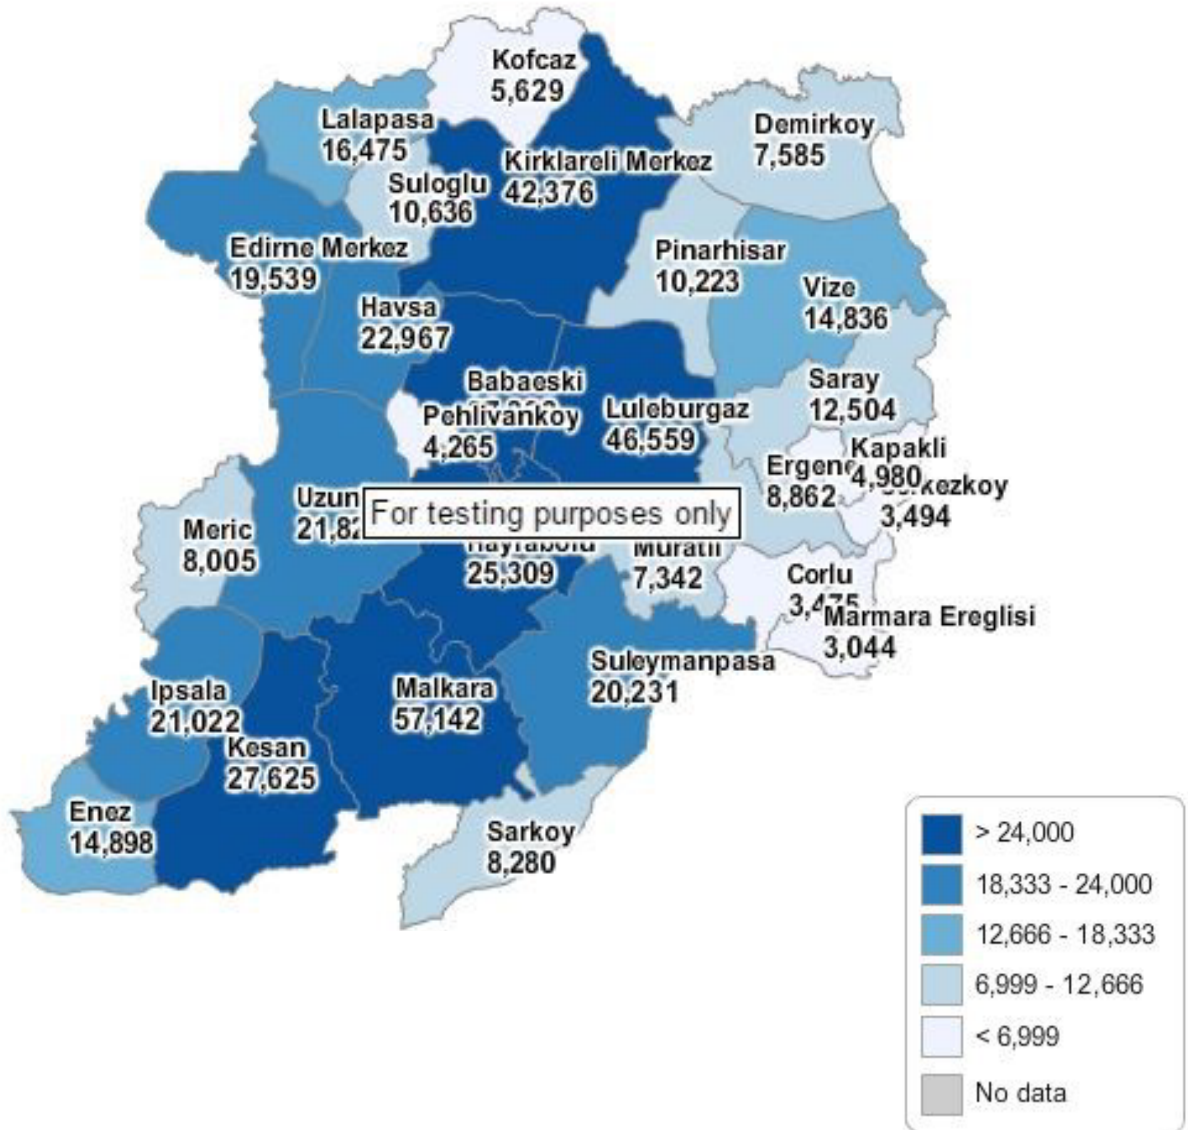 Kofcaz
5,629
Lalapasa
16,475
Demirkoy
7,585
Kirklareli Merkez
42,376
Suloglu
10,636
Edirne Merkez
19,539
Pinarhisar
10,223
Havsa
22,967
Vize
14,836
Babaeski
Pehlivankoy
4,265
Luleburgaz
46,559
Saray
12,504
Kapakli
4,980
Ergene
8,862
3,494
Meric
8,005
For testing purposes only
25,309
Muratli
7,342
Corlu
Marmara Ereglisi
3,044
Suleymanpasa
20,231
Ipsala
21,022
Malkara
57,142
Kesan
27,625
Enez
14,898
Sarkoy
8,280
> 24,000
18,333 - 24,000
12,666 - 18,333
6,999 - 12,666
< 6,999
No data